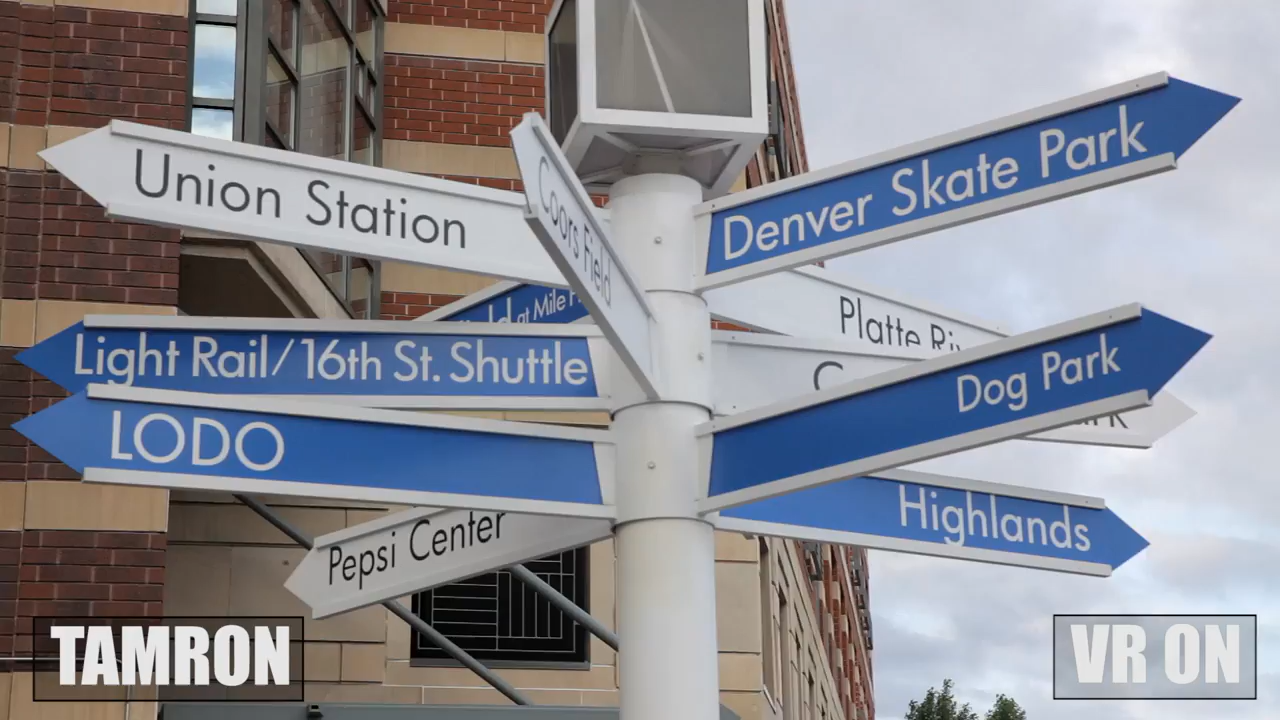 Union Station
Coors Field
Denver Skate Park
at Mile
Platte
Light Rail/16th St. Shuttle
Dog Park
LODO
Highlands
Pepsi Center
TAMRON
VR ON